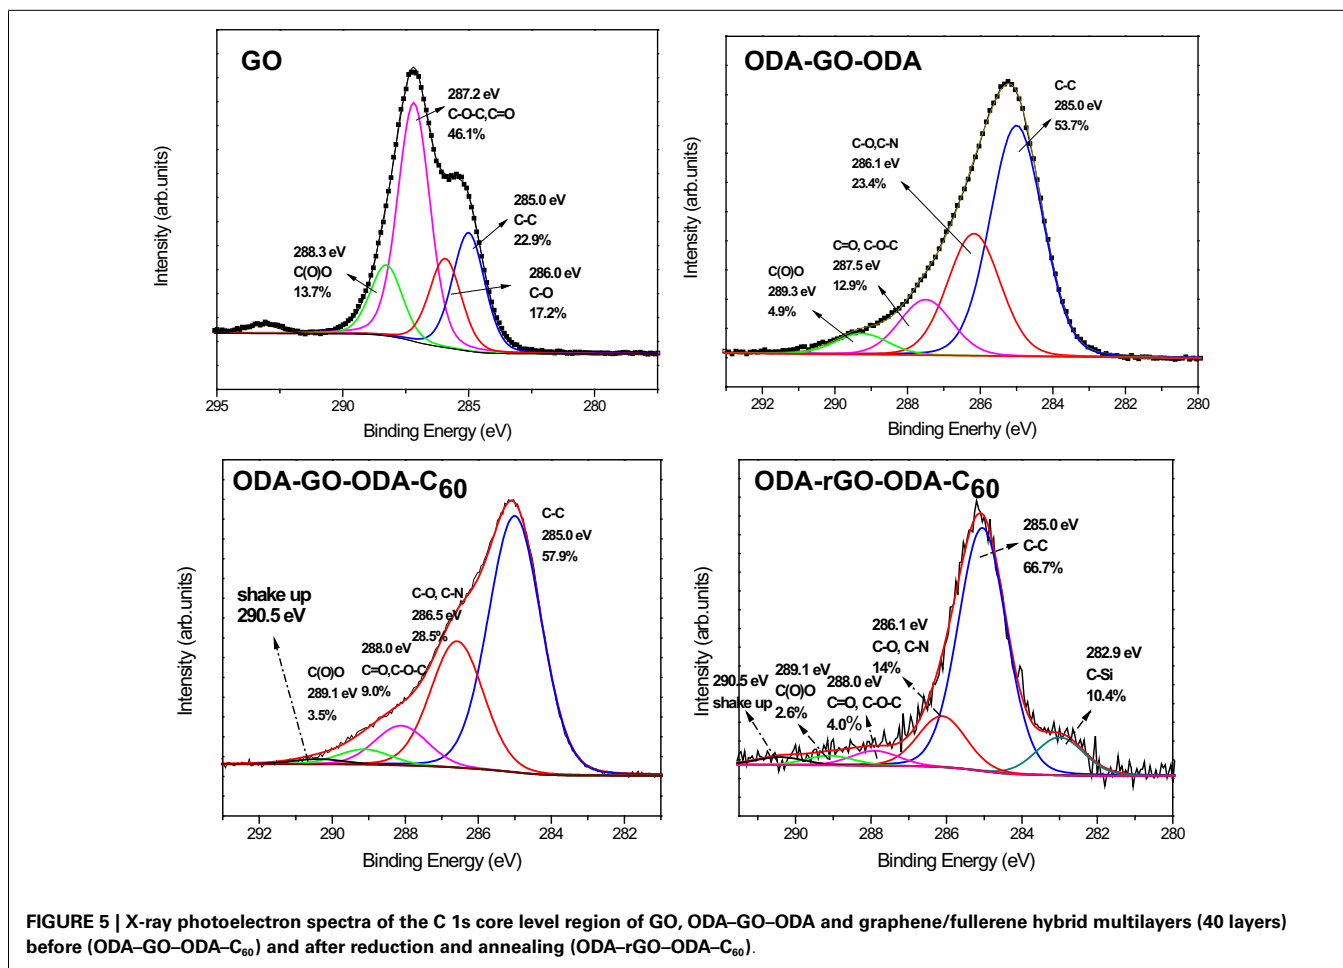 GO
287.2 eV
C-O-C,C=O
46.1%
285.0 eV
C-C
22.9%
288.3 eV
C(O)O
13.7%
286.0 eV
C-O
17.2%
Intensity (arb.units)
295 290 285 280
Binding Energy (eV)
ODA-GO-ODA
C-C
285.0 eV
53.7%
C-O,C-N
286.1 eV
23.4%
C=O, C-O-C
287.5 eV
12.9%
C(O)O
289.3 eV
4.9%
Intensity (arb.units)
292 290 288 286 284 282 280
Binding Enerhy (eV)
ODA-GO-ODA-C60
C-C
285.0 eV
57.9%
shake up
290.5 eV
C-O, C-N
286.5 eV
28.5%
288.0 eV
C=O,C-O-C
9.0%
C(O)O
289.1 eV
3.5%
Intensity (arb.units)
292 290 288 286 284 282
Binding Energy (eV)
ODA-rGO-ODA-C60
285.0 eV
C-C
66.7%
286.1 eV
C-O, C-N
14%
282.9 eV
C-Si
10.4%
290.5 eV
shake up
289.1 eV
C(O)O
2.6%
288.0 eV
C=O, C-O-C
4.0%
Intensity (arb.units)
290 288 286 284 282 280
Binding Energy (eV)
FIGURE 5 | X-ray photoelectron spectra of the C 1s core level region of GO, ODA–GO–ODA and graphene/fullerene hybrid multilayers (40 layers)
before (ODA–GO–ODA–C60) and after reduction and annealing (ODA–rGO–ODA–C60).